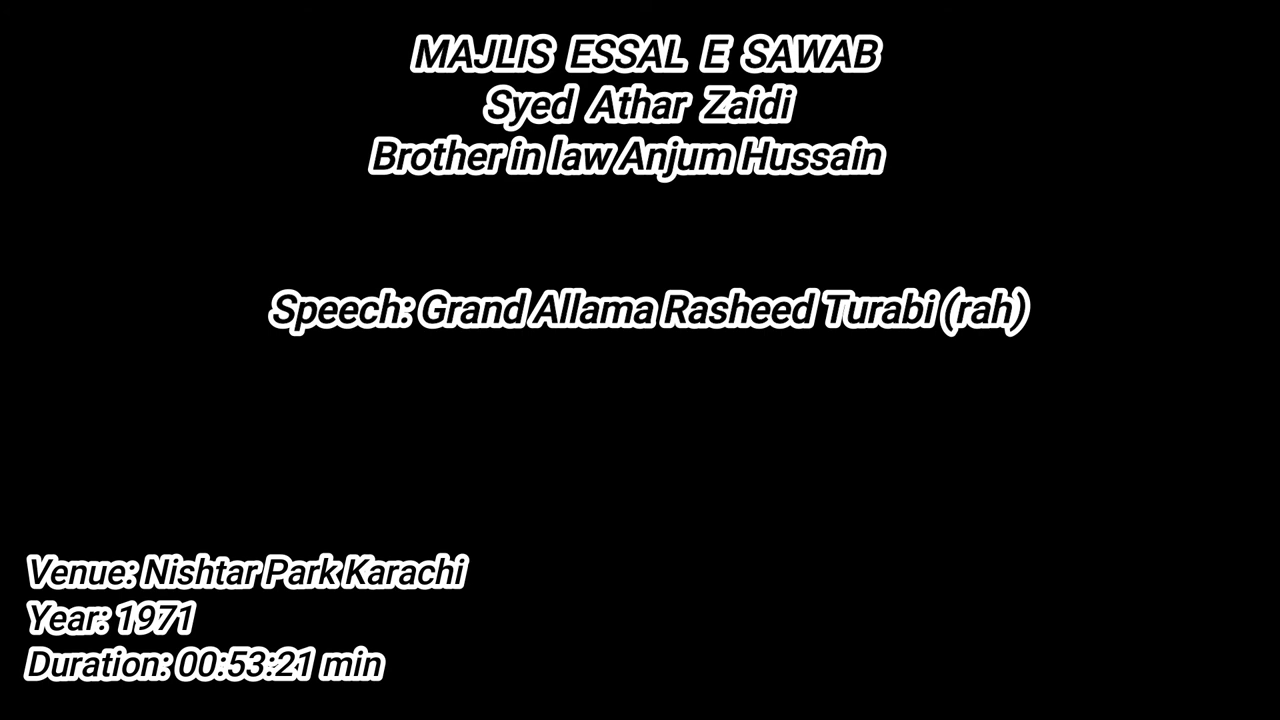 MAJLIS ESSAL E SAWAB
Syed Athar Zaidi
Brother in law Anjum Hussain
Speech: Grand Allama Rasheed Turabi (rah)
Venue: Nishtar Park Karachi
Year: 1971
Duration: 00:53:21 min